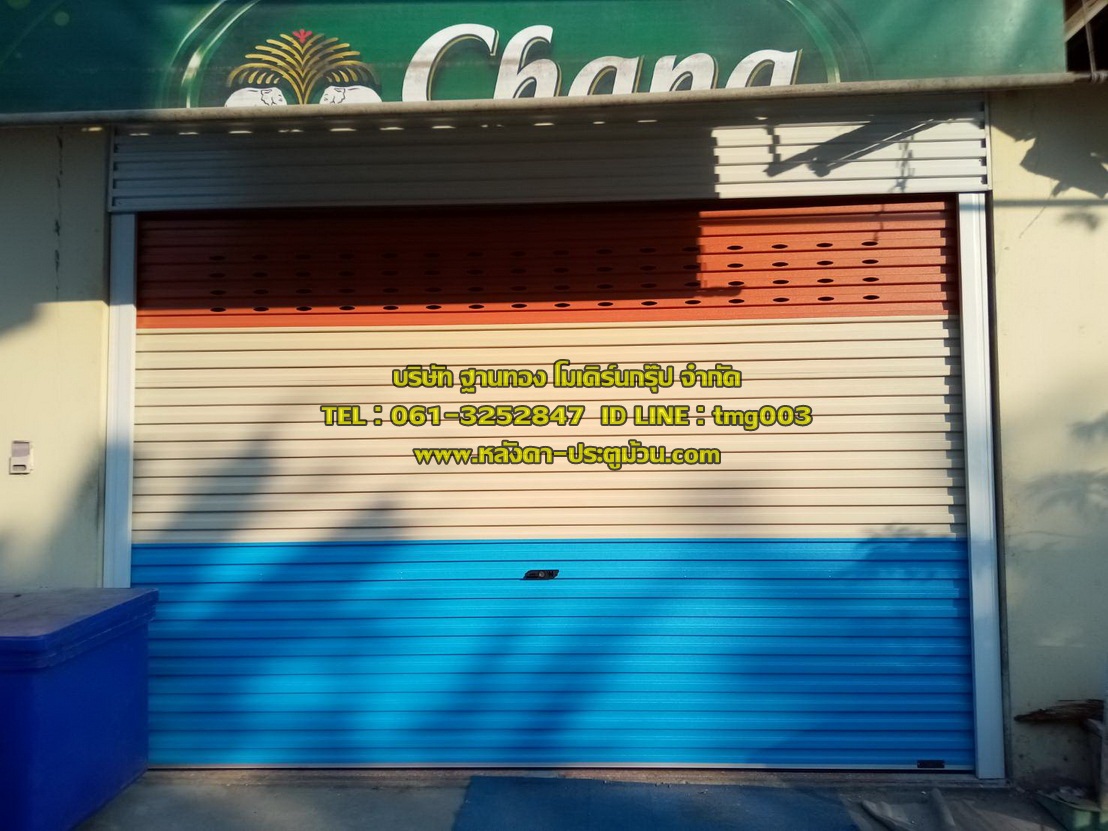 Chang
บริษัท ฐานทอง โมเดิร์นกรุ๊ป จำกัด
TEL : 061-3252847 ID LINE : tmg003
www.หลังคา-ประตูม้วน.com